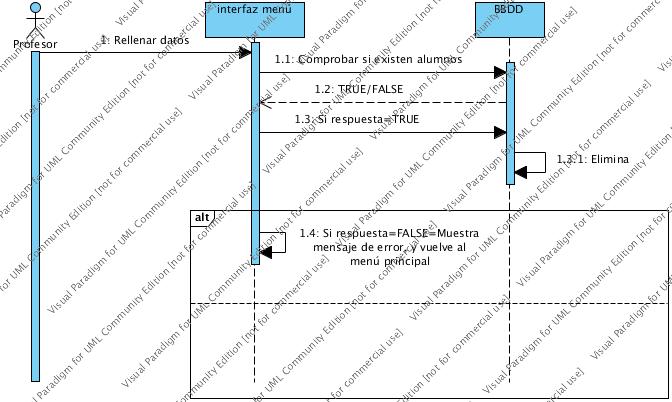 interfaz menú
BBDD
Profesor
1: Rellenar datos
1.1: Comprobar si existen alumnos
1.2: TRUE/FALSE
1.3: Si respuesta=TRUE
1.3.1: Elimina
alt
1.4: Si respuesta=FALSE=Muestra
mensaje de error, y vuelve al
menú principal
Visual Paradigm for UML Community Edition [not for commercial use]